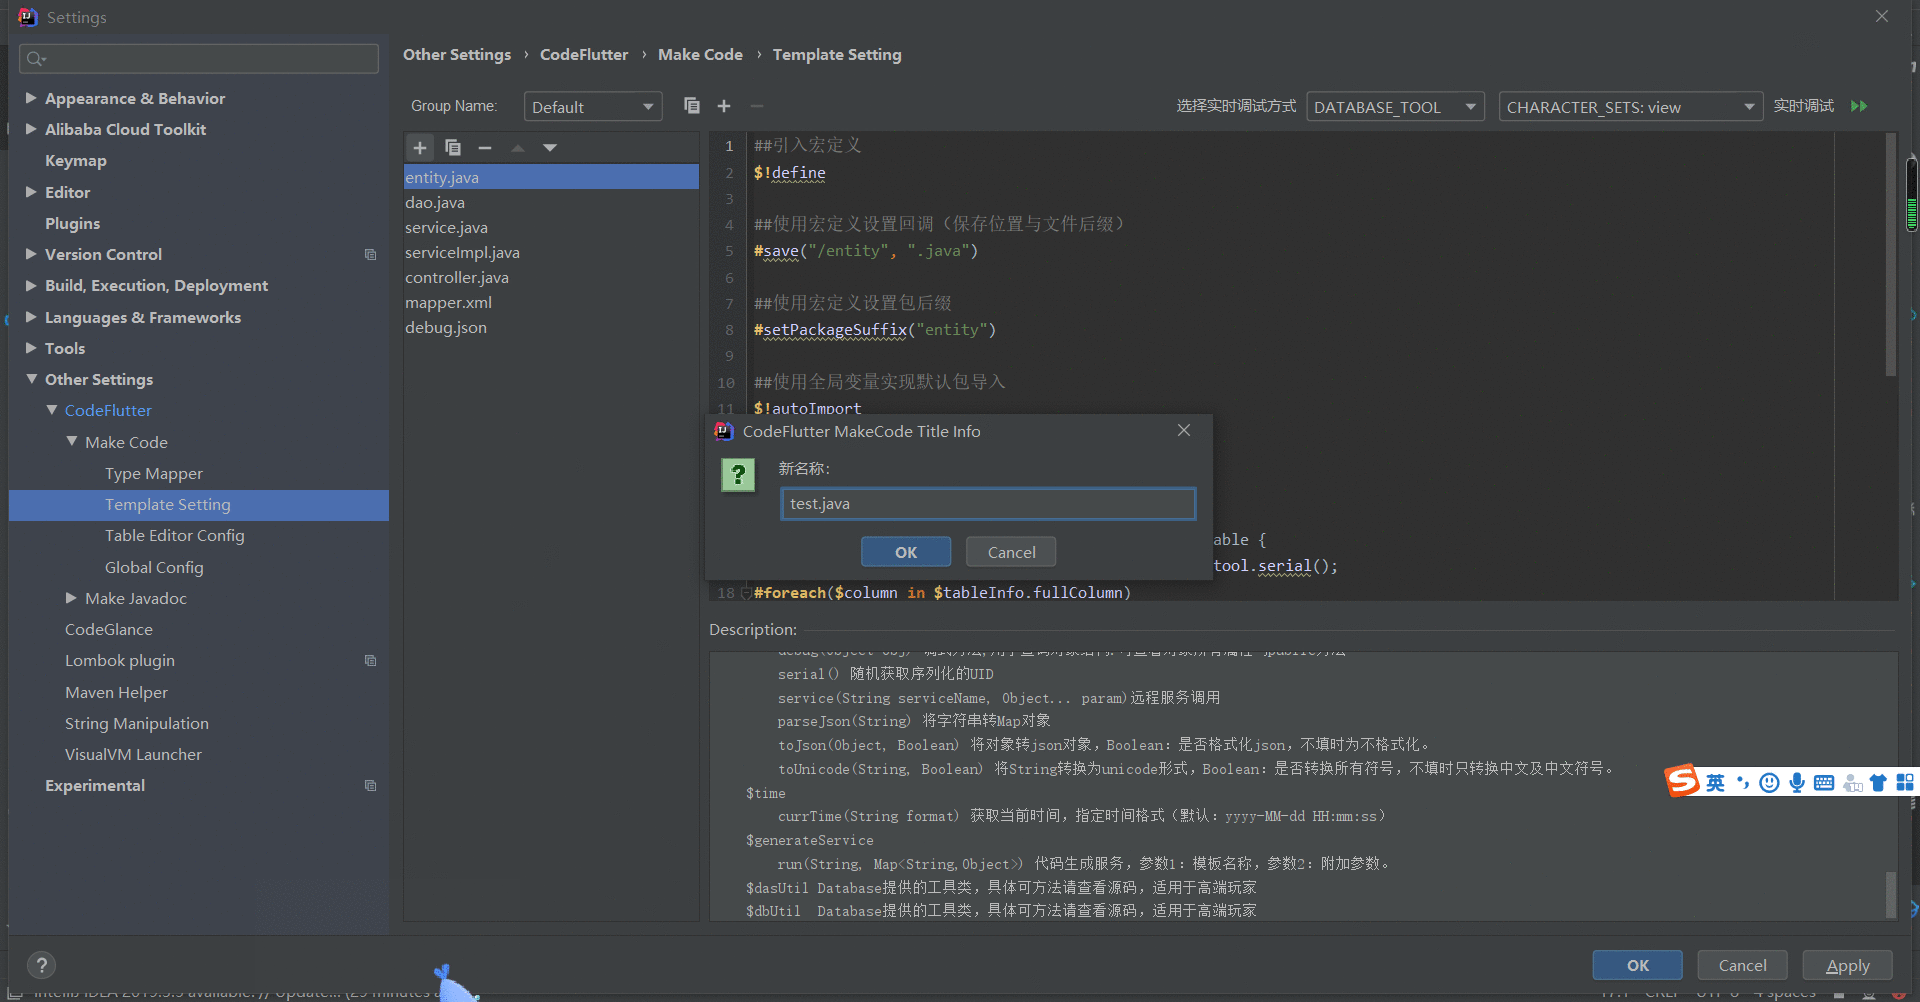 Settings
Other Settings › CodeFlutter › Make Code › Template Setting
Appearance & Behavior
Alibaba Cloud Toolkit
Keymap
Editor
Plugins
Version Control
Build, Execution, Deployment
Languages & Frameworks
Tools
Other Settings
CodeFlutter
Make Code
Type Mapper
Template Setting
Table Editor Config
Global Config
Make Javadoc
CodeGlance
Lombok plugin
Maven Helper
String Manipulation
VisualVM Launcher
Experimental
Group Name: Default
选择实时调试方式 DATABASE_TOOL CHARACTER_SETS: view 实时调试
entity.java
dao.java
service.java
serviceImpl.java
controller.java
mapper.xml
debug.json
1 ##引入宏定义
2 $!define
3
4 ##使用宏定义设置回调（保存位置与文件后缀）
5 #save("/entity", ".java")
6
7 ##使用宏定义设置包后缀
8 #setPackageSuffix("entity")
9
10 ##使用全局变量实现默认包导入
11 $!autoImport
able {
tool.serial();
18 #foreach($column in $tableInfo.fullColumn)
CodeFlutter MakeCode Title Info
新名称:
test.java
OK Cancel
Description:
serial() 随机获取序列化的UID
service(String serviceName, Object... param)远程服务调用
parseJson(String) 将字符串转Map对象
toJson(Object, Boolean) 将对象转json对象，Boolean：是否格式化json，不填时为不格式化。
toUnicode(String, Boolean) 将String转换为unicode形式，Boolean：是否转换所有符号，不填时只转换中文及中文符号。
$time
currTime(String format) 获取当前时间，指定时间格式（默认：yyyy-MM-dd HH:mm:ss）
$generateService
run(String, Map<String,Object>) 代码生成服务，参数1：模板名称，参数2：附加参数。
$dasUtil Database提供的工具类，具体可方法请查看源码，适用于高端玩家
$dbUtil Database提供的工具类，具体可方法请查看源码，适用于高端玩家
英
OK Cancel Apply